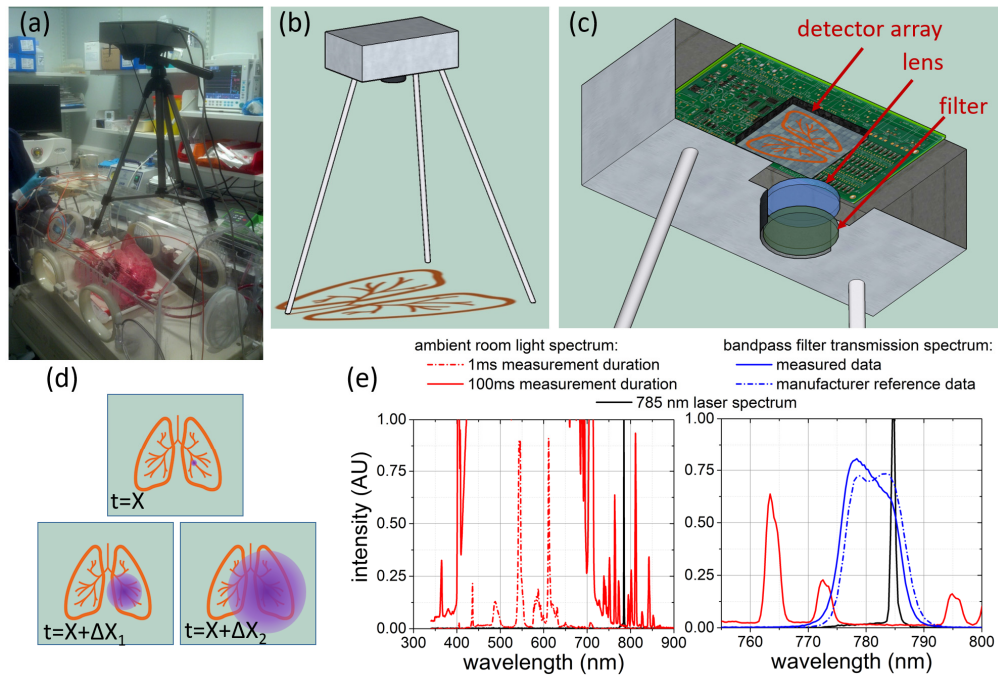 (a)
(b)
(c)
detector array
lens
filter
(d)
t=X
t=X+ΔX₁
t=X+ΔX₂
(e)
ambient room light spectrum:
1ms measurement duration
100ms measurement duration
bandpass filter transmission spectrum:
measured data
manufacturer reference data
785 nm laser spectrum
intensity (AU)
1.00
0.75
0.50
0.25
0.00
300 400 500 600 700 800 900
wavelength (nm)
1.00
0.75
0.50
0.25
0.00
760 770 780 790 800
wavelength (nm)